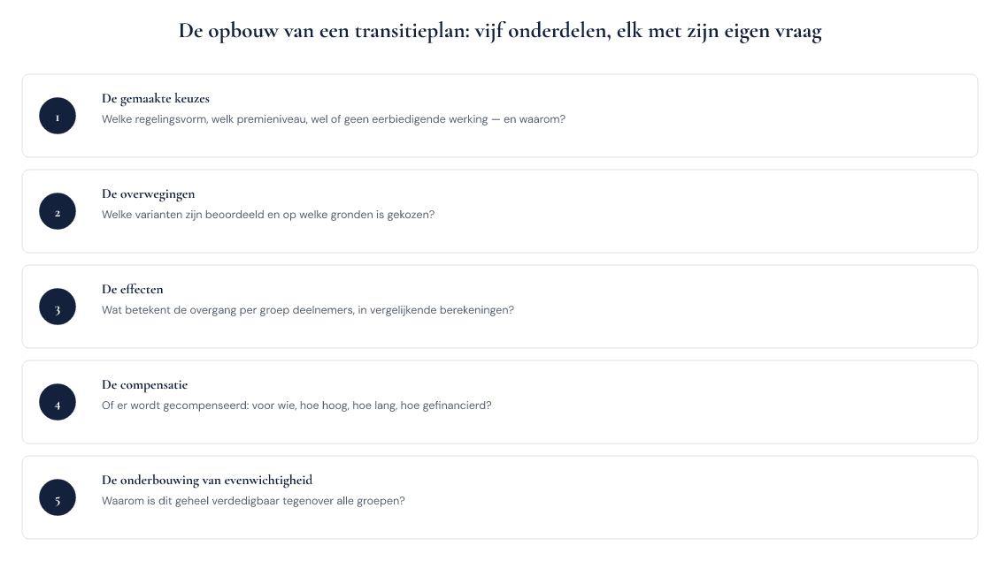 De opbouw van een transitieplan: vijf onderdelen, elk met zijn eigen vraag
1
De gemaakte keuzes
Welke regelingsvorm, welk premieniveau, wel of geen eerbiedigende werking — en waarom?
2
De overwegingen
Welke varianten zijn beoordeeld en op welke gronden is gekozen?
3
De effecten
Wat betekent de overgang per groep deelnemers, in vergelijkende berekeningen?
4
De compensatie
Of er wordt gecompenseerd: voor wie, hoe hoog, hoe lang, hoe gefinancierd?
5
De onderbouwing van evenwichtigheid
Waarom is dit geheel verdedigbaar tegenover alle groepen?